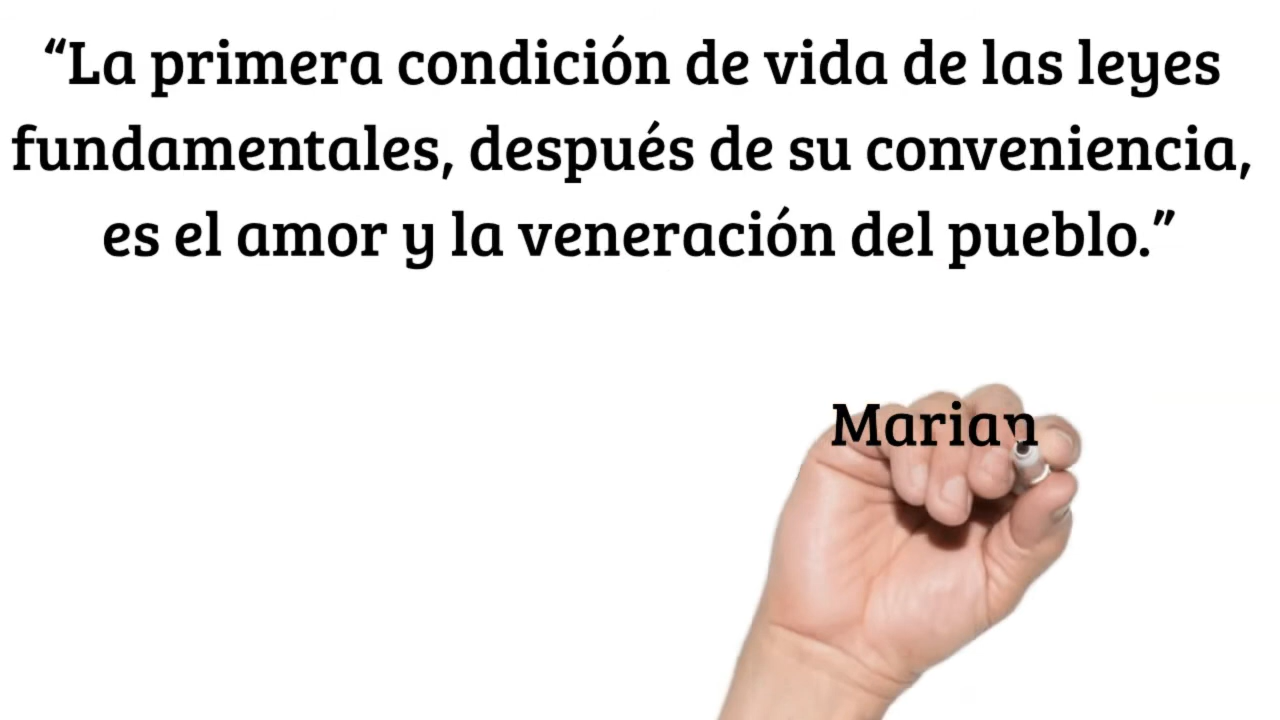 “La primera condición de vida de las leyes
fundamentales, después de su conveniencia,
es el amor y la veneración del pueblo.”
Marian